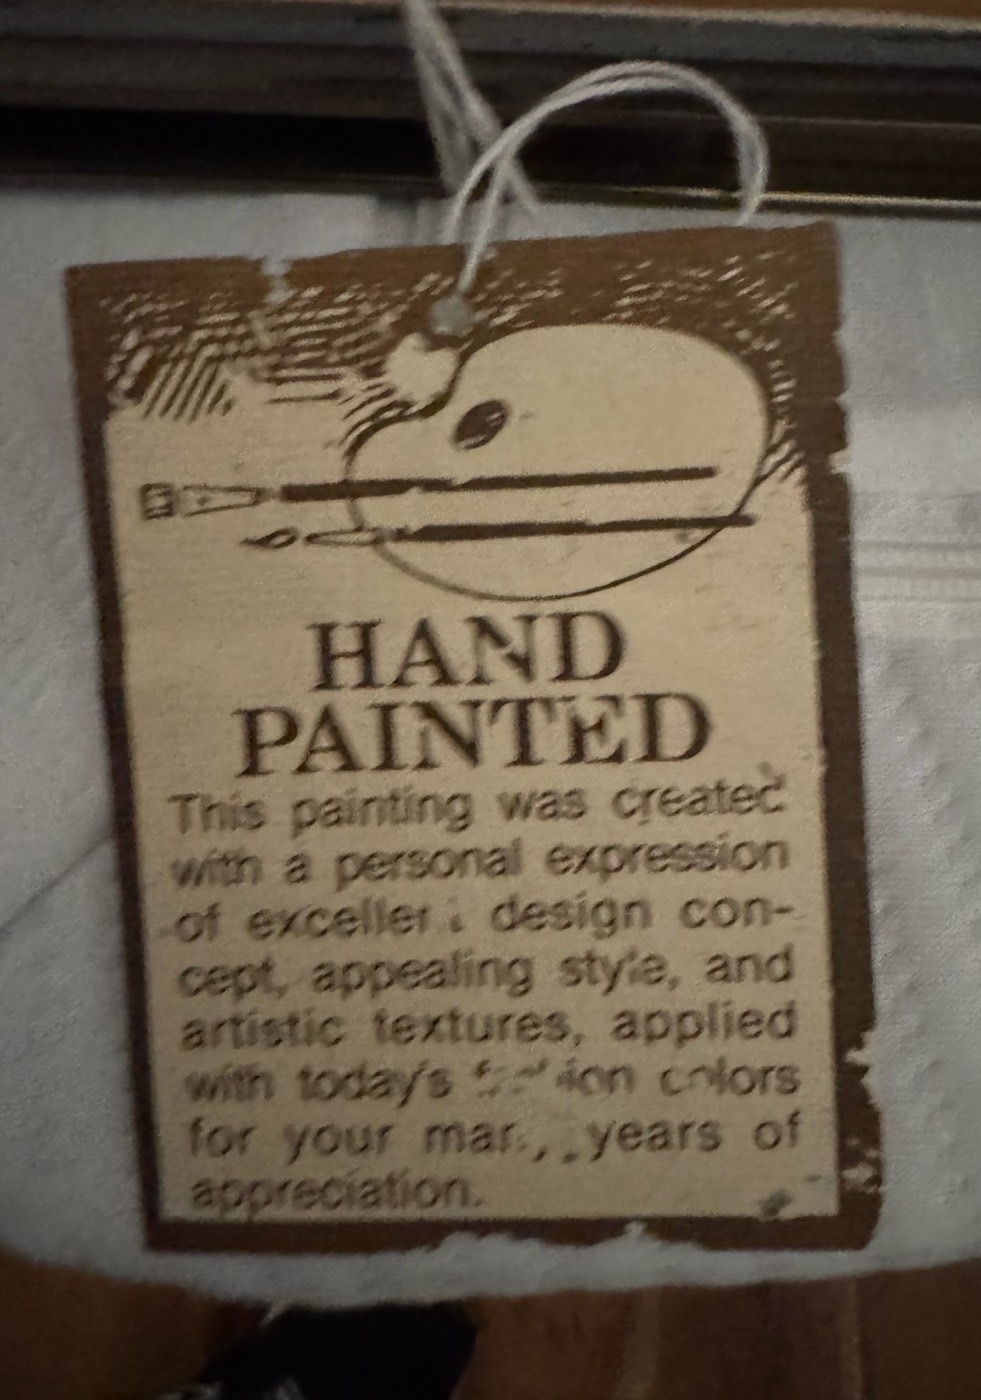 HAND
PAINTED
This painting was created
with a personal expression
of design con-
cept, appealing style, and
artistic textures, applied
with today's colors
for your years of
appreciation.